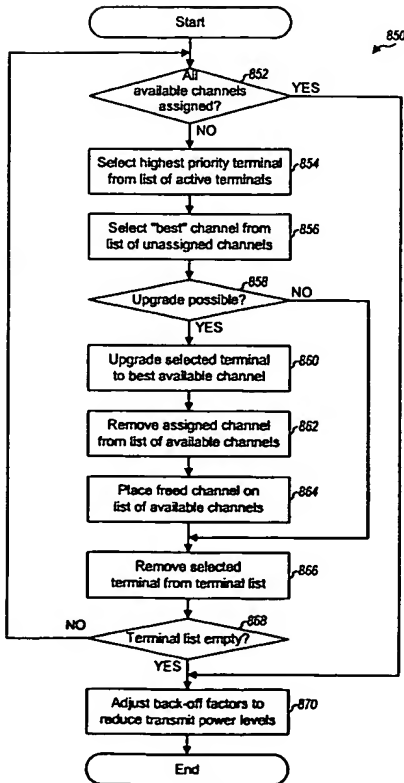 Start
850
All
available channels
assigned?
852
YES
NO
Select highest priority terminal
from list of active terminals
854
Select "best" channel from
list of unassigned channels
856
Upgrade possible?
858
NO
YES
Upgrade selected terminal
to best available channel
860
Remove assigned channel
from list of available channels
862
Place freed channel on
list of available channels
864
Remove selected
terminal from terminal list
866
Terminal list empty?
868
NO
YES
Adjust back-off factors to
reduce transmit power levels
870
End